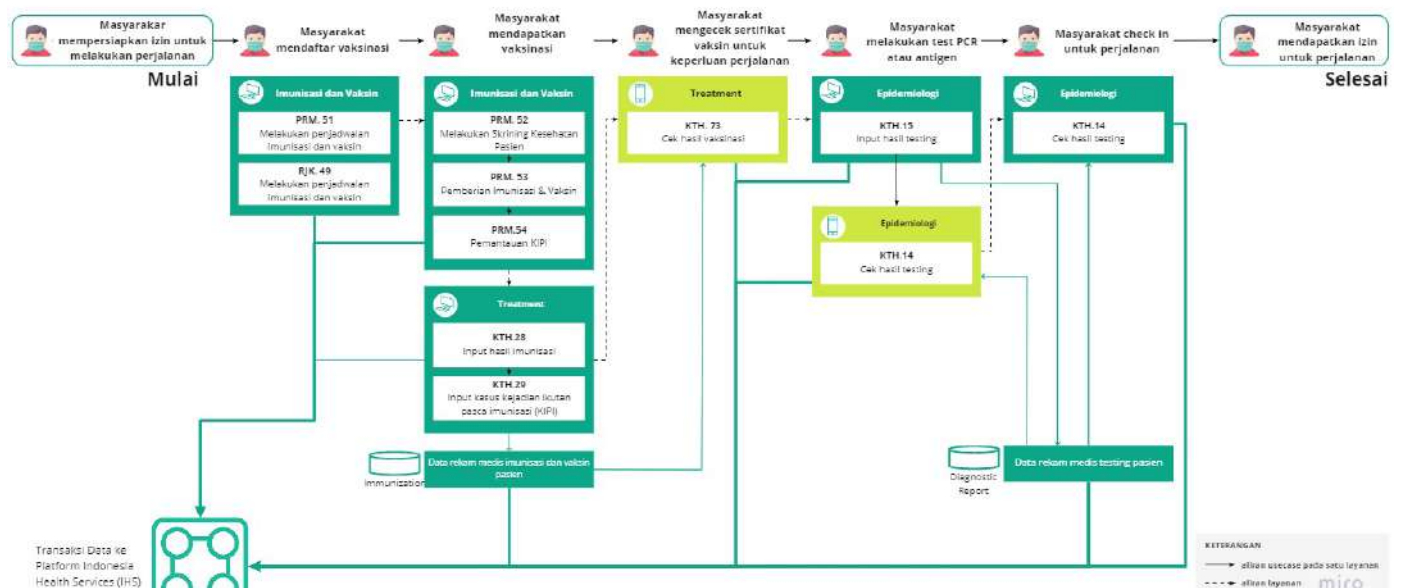 Masyarakar
mempersiapkan izin untuk
melakukan perjalanan
Mulai
Masyarakat
mendaftar vaksinasi
Masyarakat
mendapatkan
vaksinasi
Masyarakat
mengecek sertifikat
vaksin untuk
keperluan perjalanan
Masyarakat
melakukan test PCR
atau antigen
Masyarakat check in
untuk perjalanan
Masyarakat
mendapatkan izin
untuk perjalanan
Selesai
Imunisasi dan Vaksin
PRM. 51
Melakukan penjadwalan
imunisasi dan vaksin
RJK. 49
Melakukan penjadwalan
imunisasi dan vaksin
Imunisasi dan Vaksin
PRM. 52
Melakukan Skrining Kesehatan
Pasien
PRM. 53
Pemberian Imunisasi & Vaksin
PRM.54
Pemantauan KIPI
Treatment
KTH.28
Input hasil imunisasi
KTH.29
Input kasus kejadian ikutan
pasca imunisasi (KIPI)
Immunization
Data rekam medis imunisasi dan vaksin
pasien
Treatment
KTH. 73
Cek hasil vaksinasi
Epidemiologi
KTH.15
Input hasil testing
Epidemiologi
KTH.14
Cek hasil testing
Epidemiologi
KTH.14
Cek hasil testing
Diagnostic
Report
Data rekam medis testing pasien
Transaksi Data ke
Platform Indonesia
Health Services (IHS)
KETERANGAN
aliran usecase pada satu layanan
aliran layanan
miro